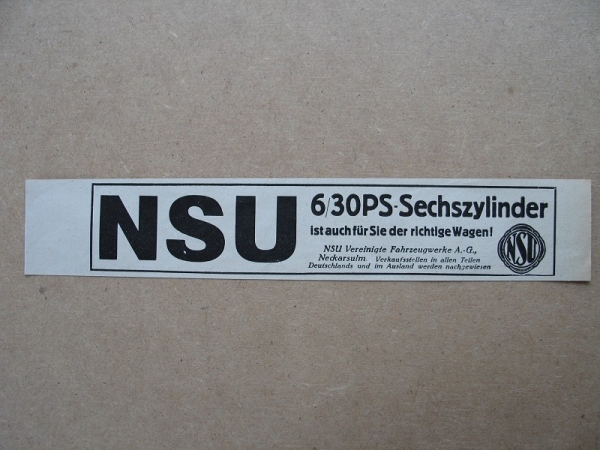 NSU
6/30PS-Sechszylinder
ist auch für Sie der richtige Wagen!
NSU Vereinigte Fahrzeugwerke A.-G.,
Neckarsulm. Verkaufsstellen in allen Teilen
Deutschlands und im Ausland werden nachgewiesen
NSU